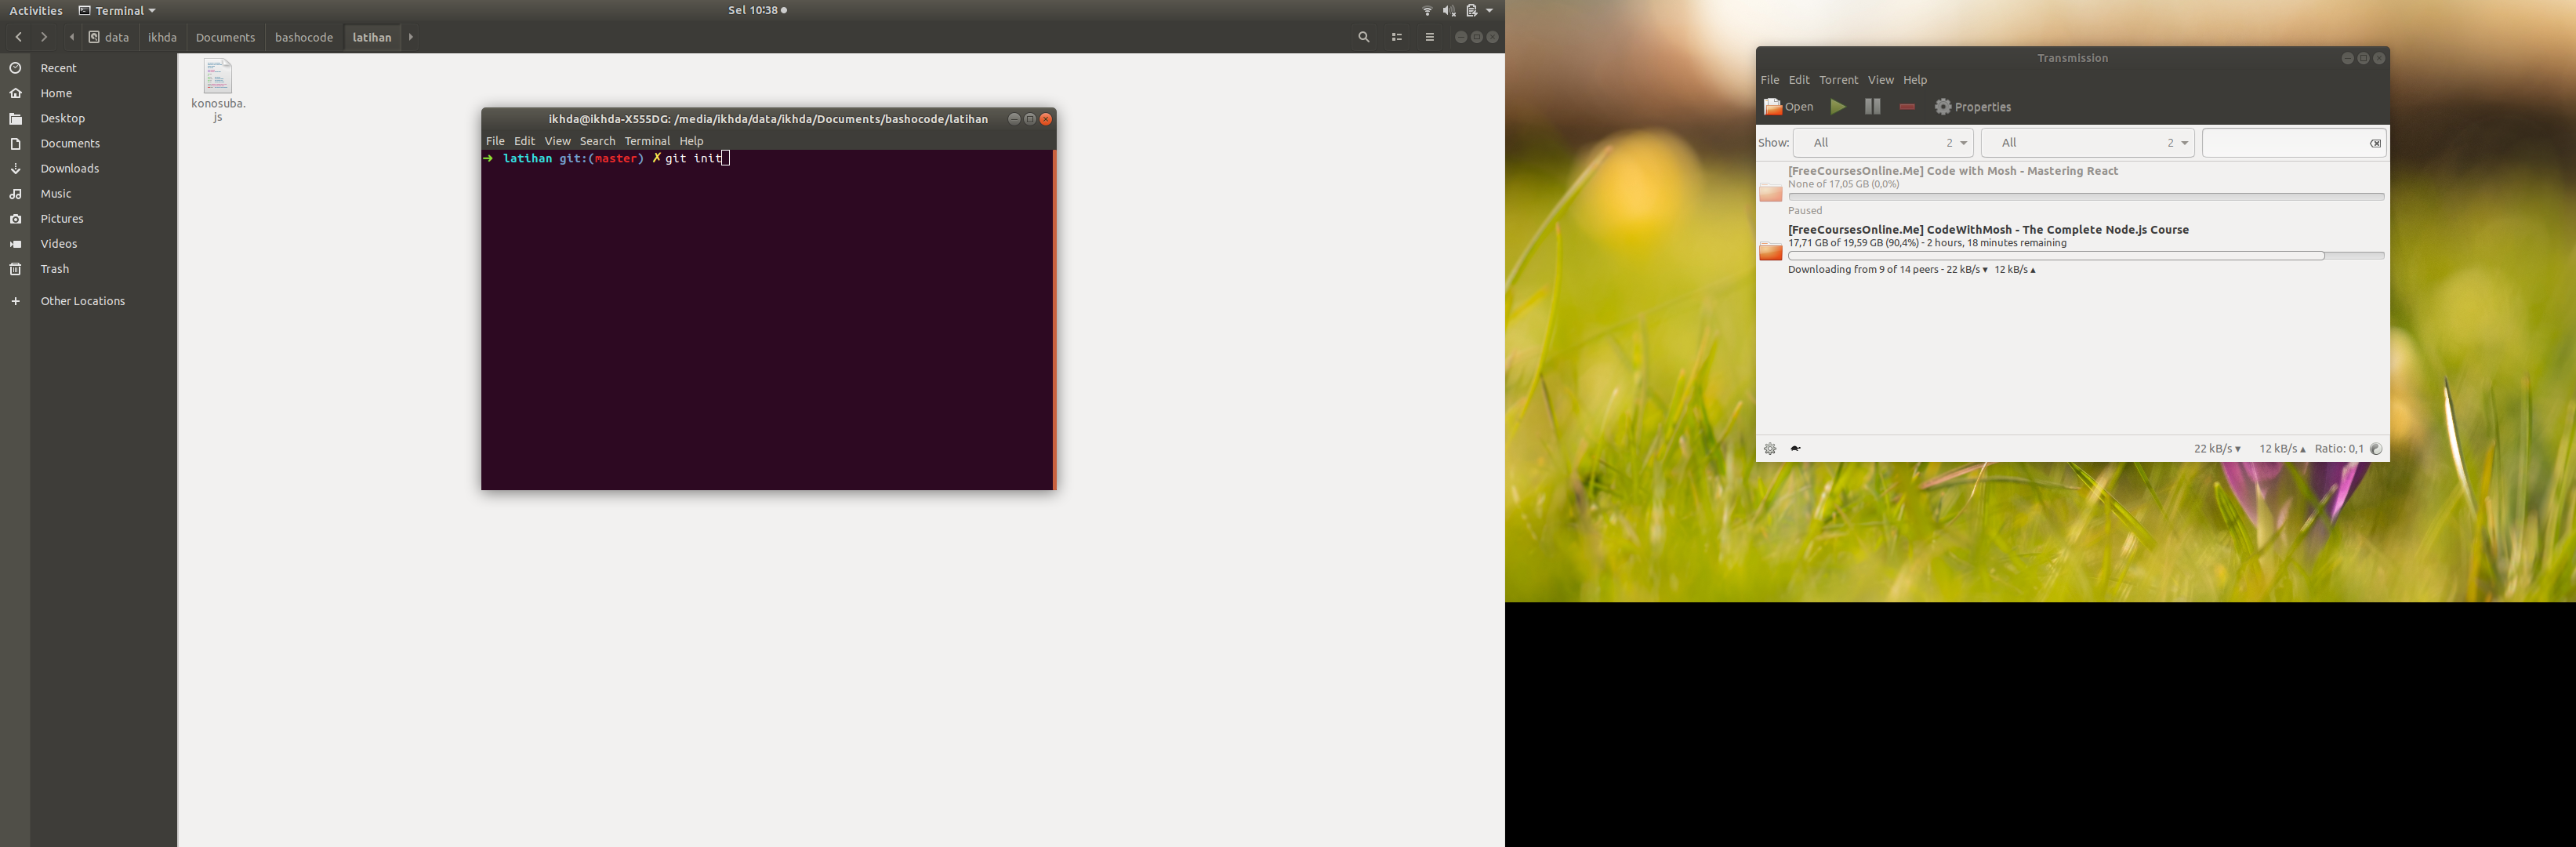 Activities Terminal Sel 10:38
data ikhda Documents bashocode latihan
Recent
Home
Desktop
Documents
Downloads
Music
Pictures
Videos
Trash
Other Locations
konosuba.
js
ikhda@ikhda-X555DG: /media/ikhda/data/ikhda/Documents/bashocode/latihan
File Edit View Search Terminal Help
➜ latihan git:(master) ✗ git init
Transmission
File Edit Torrent View Help
Open Properties
Show: All 2 All 2
[FreeCoursesOnline.Me] Code with Mosh - Mastering React
None of 17,05 GB (0,0%)
Paused
[FreeCoursesOnline.Me] CodeWithMosh - The Complete Node.js Course
17,71 GB of 19,59 GB (90,4%) - 2 hours, 18 minutes remaining
Downloading from 9 of 14 peers - 22 kB/s ▾ 12 kB/s ▴
22 kB/s ▾ 12 kB/s ▴ Ratio: 0,1